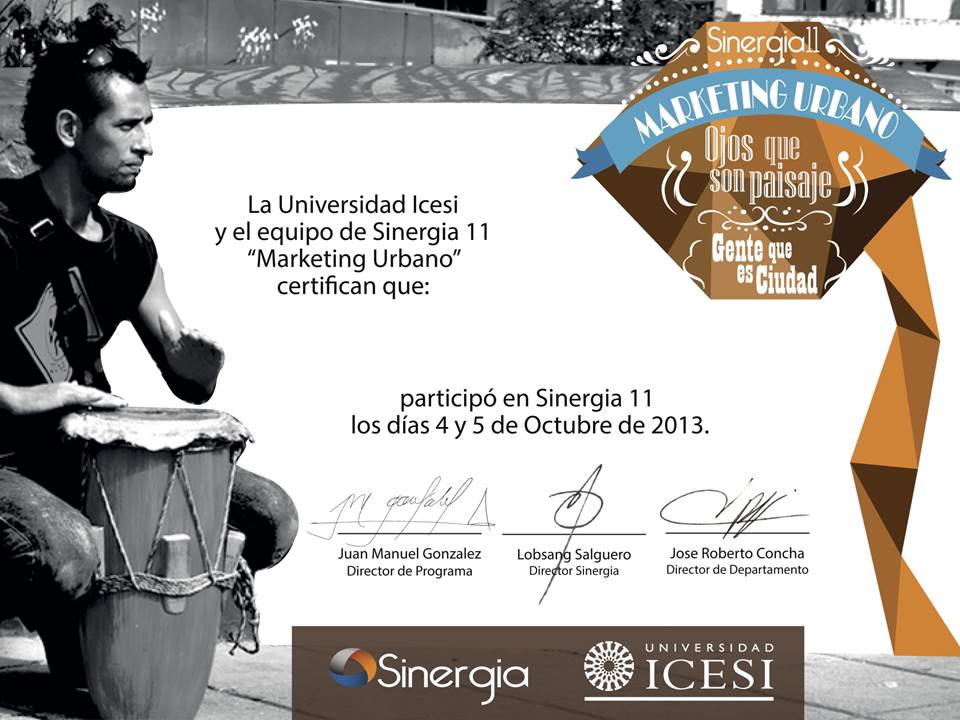 Sinergia11
MARKETING URBANO
Ojos que
son paisaje
Gente que
es Ciudad
La Universidad Icesi
y el equipo de Sinergia 11
“Marketing Urbano”
certifican que:
participó en Sinergia 11
los días 4 y 5 de Octubre de 2013.
Juan Manuel Gonzalez
Director de Programa
Lobsang Salguero
Director Sinergia
Jose Roberto Concha
Director de Departamento
Sinergia
UNIVERSIDAD
ICESI